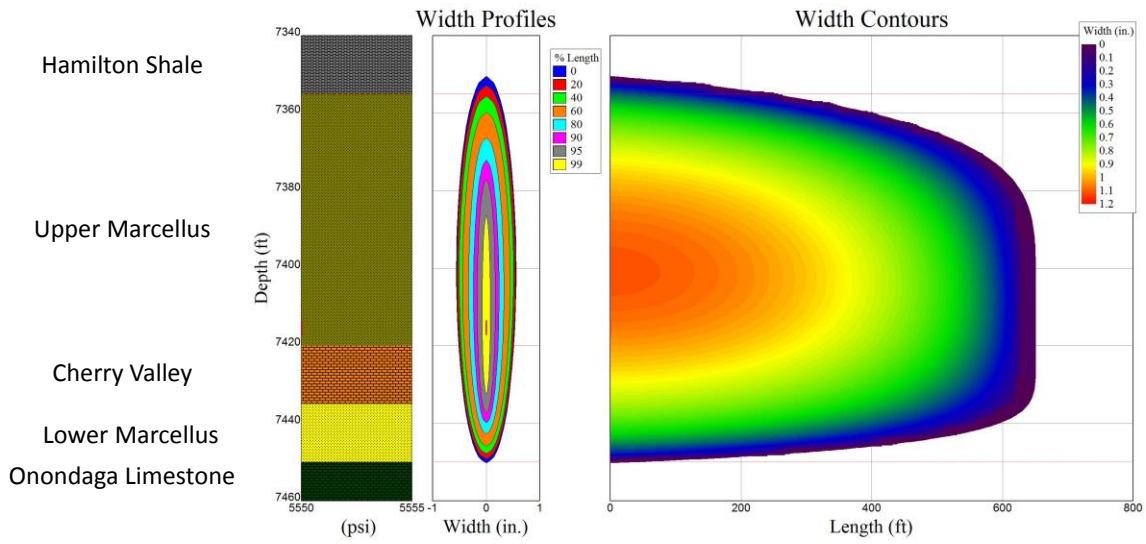 Width Profiles
Width Contours
Hamilton Shale
Upper Marcellus
Cherry Valley
Lower Marcellus
Onondaga Limestone
Depth (ft)
7340
7360
7380
7400
7420
7440
7460
5550
5555
(psi)
% Length
0
20
40
60
80
90
95
99
-1
0
1
Width (in.)
Width (in.)
0
0.1
0.2
0.3
0.4
0.5
0.6
0.7
0.8
0.9
1
1.1
1.2
0
200
400
600
800
Length (ft)